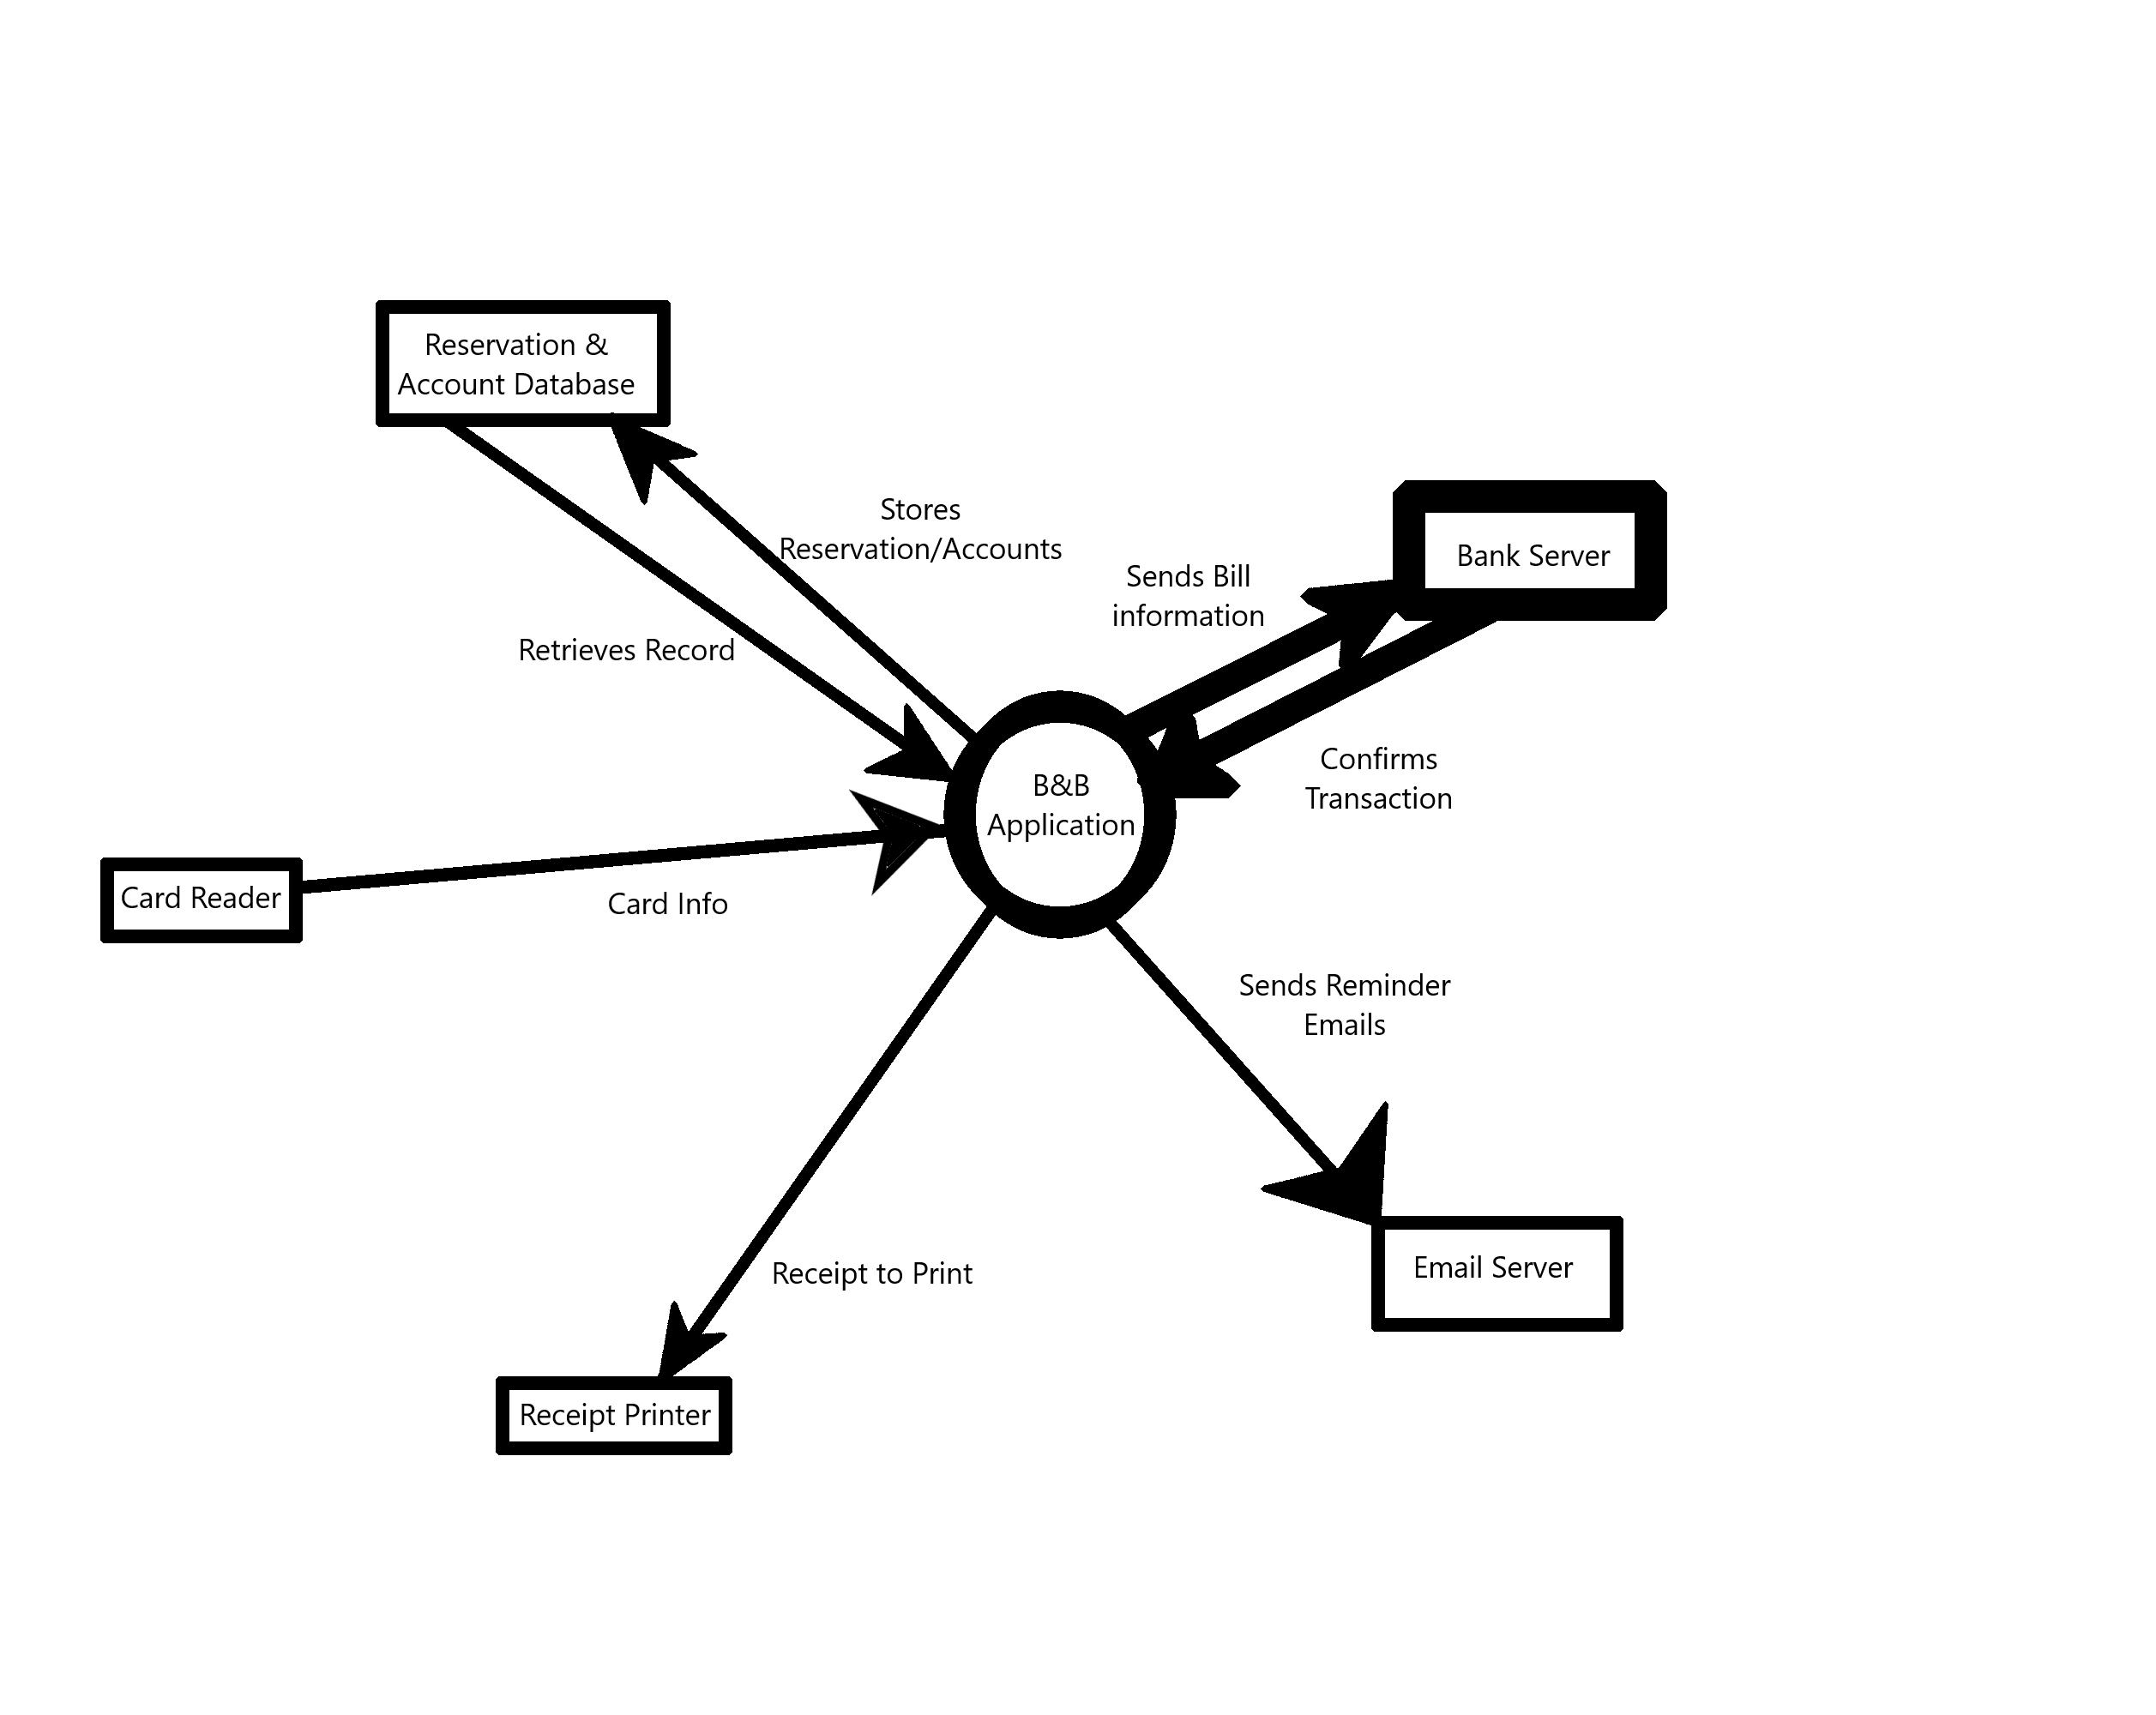 Reservation &
Account Database
Stores
Reservation/Accounts
Sends Bill
information
Bank Server
Retrieves Record
Confirms
Transaction
B&B
Application
Card Reader
Card Info
Sends Reminder
Emails
Receipt to Print
Email Server
Receipt Printer